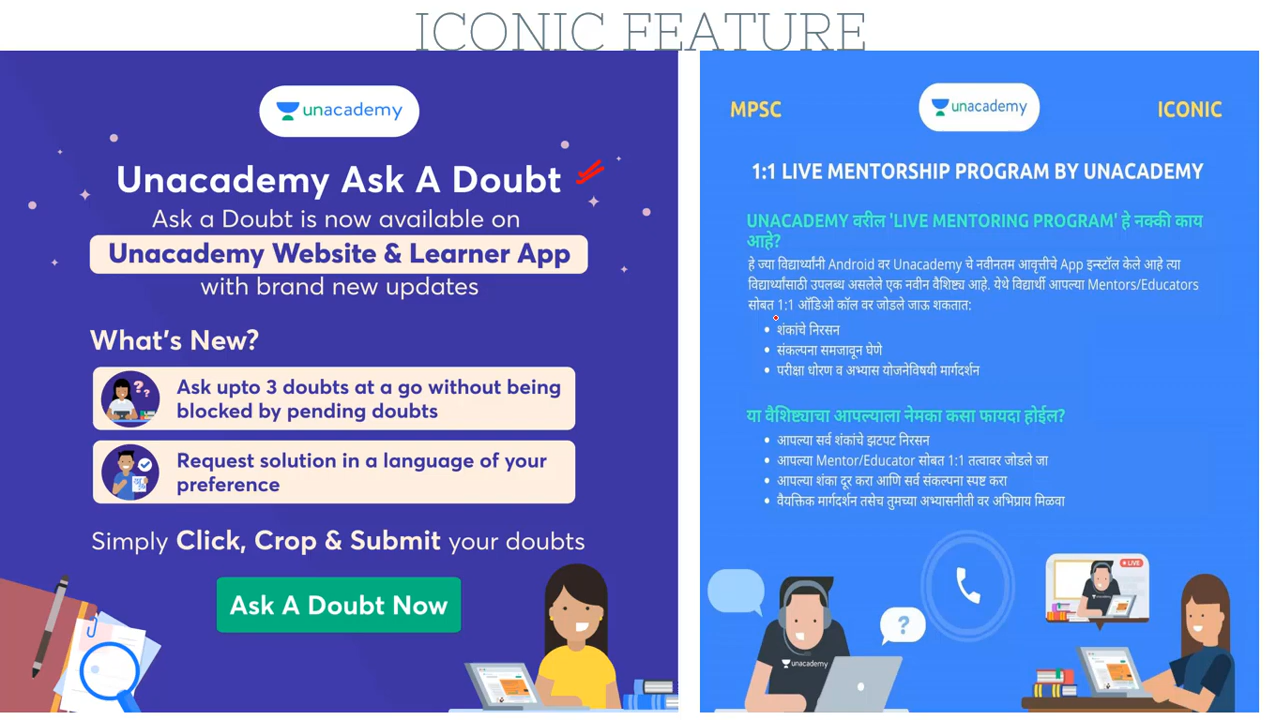 ICONIC FEATURE
unacademy
Unacademy Ask A Doubt
Ask a Doubt is now available on
Unacademy Website & Learner App
with brand new updates
What's New?
Ask upto 3 doubts at a go without being
blocked by pending doubts
Request solution in a language of your
preference
Simply Click, Crop & Submit your doubts
Ask A Doubt Now
MPSC
unacademy
ICONIC
1:1 LIVE MENTORSHIP PROGRAM BY UNACADEMY
UNACADEMY वरील 'LIVE MENTORING PROGRAM' हे नक्की काय
आहे?
हे ज्या विद्यार्थ्यांनी Android वर Unacademy चे नवीनतम आवृत्तीचे App इन्स्टॉल केले आहे त्या
विद्यार्थ्यांसाठी उपलब्ध असलेले एक नवीन वैशिष्ट्य आहे. येथे विद्यार्थी आपल्या Mentors/Educators
सोबत 1:1 ऑडिओ कॉल वर जोडले जाऊ शकतात:
• शंकांचे निरसन
• संकल्पना समजावून घेणे
• परीक्षा धोरण व अभ्यास योजनेविषयी मार्गदर्शन
या वैशिष्ट्याचा आपल्याला नेमका कसा फायदा होईल?
• आपल्या सर्व शंकांचे झटपट निरसन
• आपल्या Mentor/Educator सोबत 1:1 तत्वावर जोडले जा
• आपल्या शंका दूर करा आणि सर्व संकल्पना स्पष्ट करा
• वैयक्तिक मार्गदर्शन तसेच तुमच्या अभ्यासनीती वर अभिप्राय मिळवा
LIVE
?
unacademy